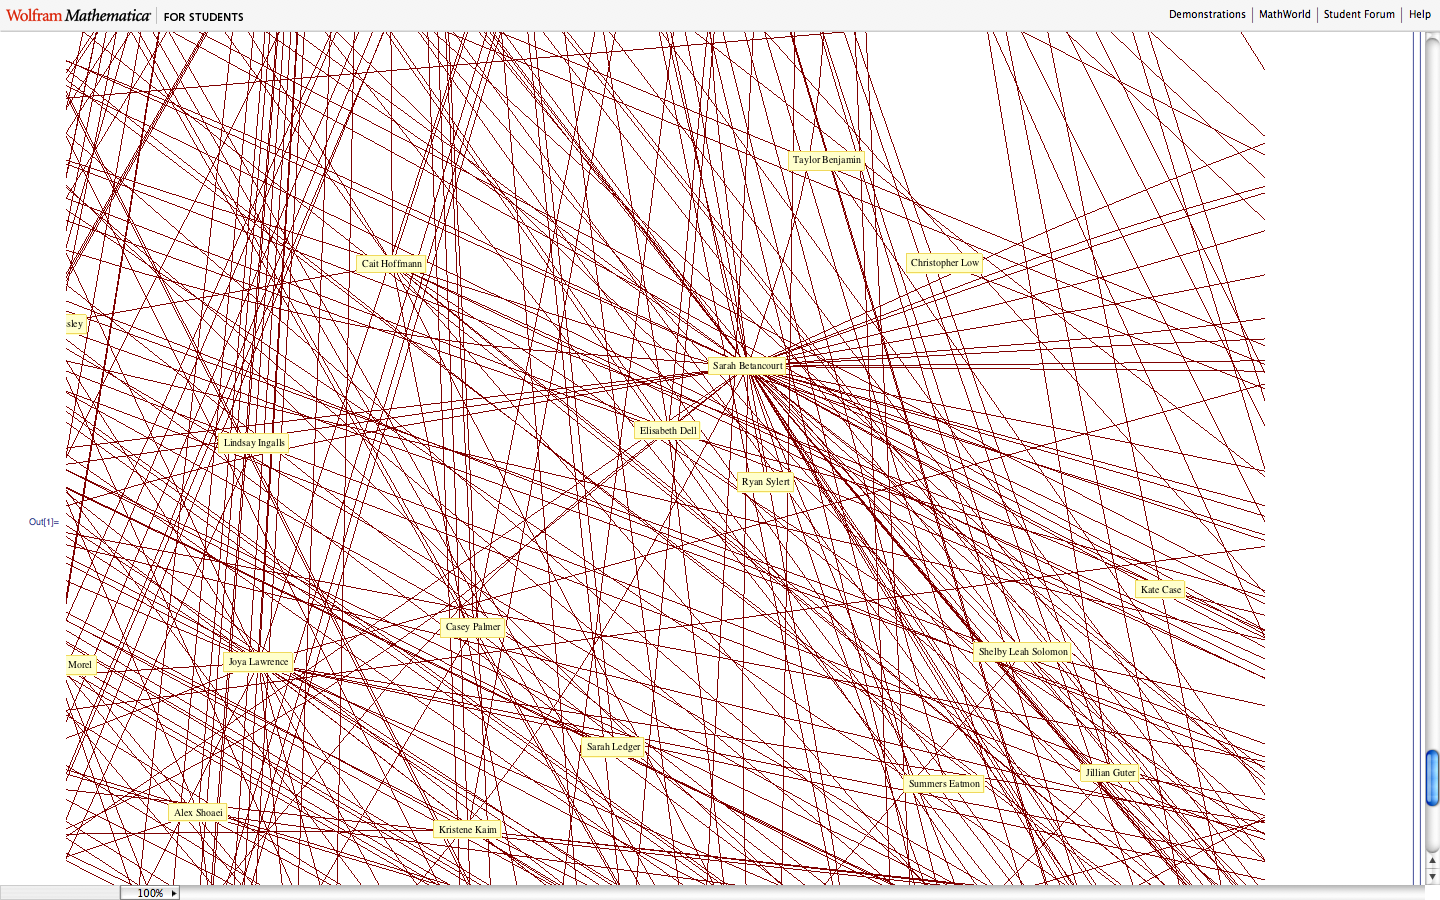 Wolfram Mathematica FOR STUDENTS
Demonstrations MathWorld Student Forum Help
Taylor Benjamin
Cait Hoffmann
Christopher Low
sley
Sarah Betancourt
Elisabeth Dell
Lindsay Ingalls
Ryan Sylert
Out[1]=
Kate Case
Casey Palmer
Shelby Leah Solomon
Joya Lawrence
Morel
Sarah Ledger
Jillian Guter
Summers Eatmon
Alex Shoaei
Kristene Kaim
100%